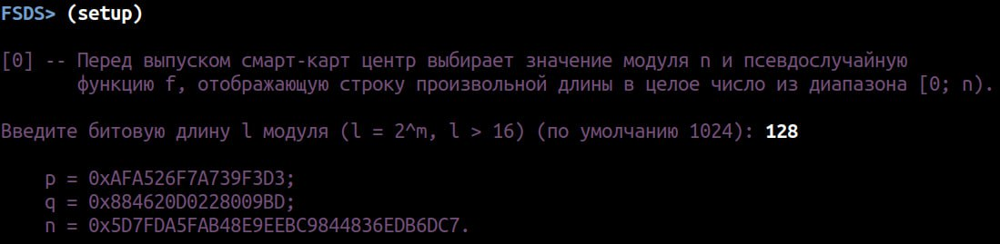 FSDS> (setup)
[0] -- Перед выпуском смарт-карт центр выбирает значение модуля n и псевдослучайную
функцию f, отображающую строку произвольной длины в целое число из диапазона [0; n).
Введите битовую длину l модуля (l = 2^m, l > 16) (по умолчанию 1024): 128
p = 0xAFA526F7A739F3D3;
q = 0x884620D0228009BD;
n = 0x5D7FDA5FAB48E9EEBC9844836EDB6DC7.